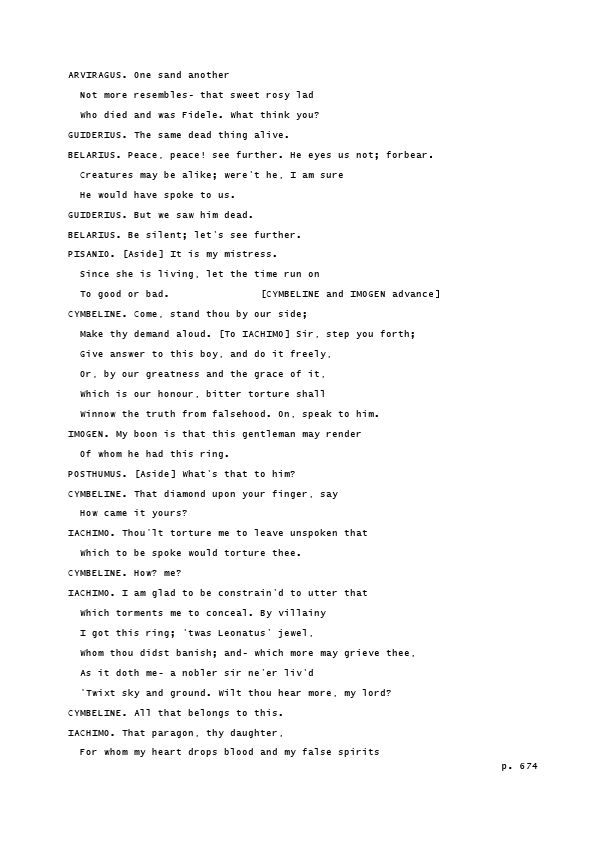 ARVIRAGUS. One sand another
Not more resembles- that sweet rosy lad
Who died and was Fidele. What think you?
GUIDERIUS. The same dead thing alive.
BELARIUS. Peace, peace! see further. He eyes us not; forbear.
Creatures may be alike; were't he, I am sure
He would have spoke to us.
GUIDERIUS. But we saw him dead.
BELARIUS. Be silent; let's see further.
PISANIO. [Aside] It is my mistress.
Since she is living, let the time run on
To good or bad. [CYMBELINE and IMOGEN advance]
CYMBELINE. Come, stand thou by our side;
Make thy demand aloud. [To IACHIMO] Sir, step you forth;
Give answer to this boy, and do it freely,
Or, by our greatness and the grace of it,
Which is our honour, bitter torture shall
Winnow the truth from falsehood. On, speak to him.
IMOGEN. My boon is that this gentleman may render
Of whom he had this ring.
POSTHUMUS. [Aside] What's that to him?
CYMBELINE. That diamond upon your finger, say
How came it yours?
IACHIMO. Thou'lt torture me to leave unspoken that
Which to be spoke would torture thee.
CYMBELINE. How? me?
IACHIMO. I am glad to be constrain'd to utter that
Which torments me to conceal. By villainy
I got this ring; 'twas Leonatus' jewel,
Whom thou didst banish; and- which more may grieve thee,
As it doth me- a nobler sir ne'er liv'd
'Twixt sky and ground. Wilt thou hear more, my lord?
CYMBELINE. All that belongs to this.
IACHIMO. That paragon, thy daughter,
For whom my heart drops blood and my false spirits
p. 674